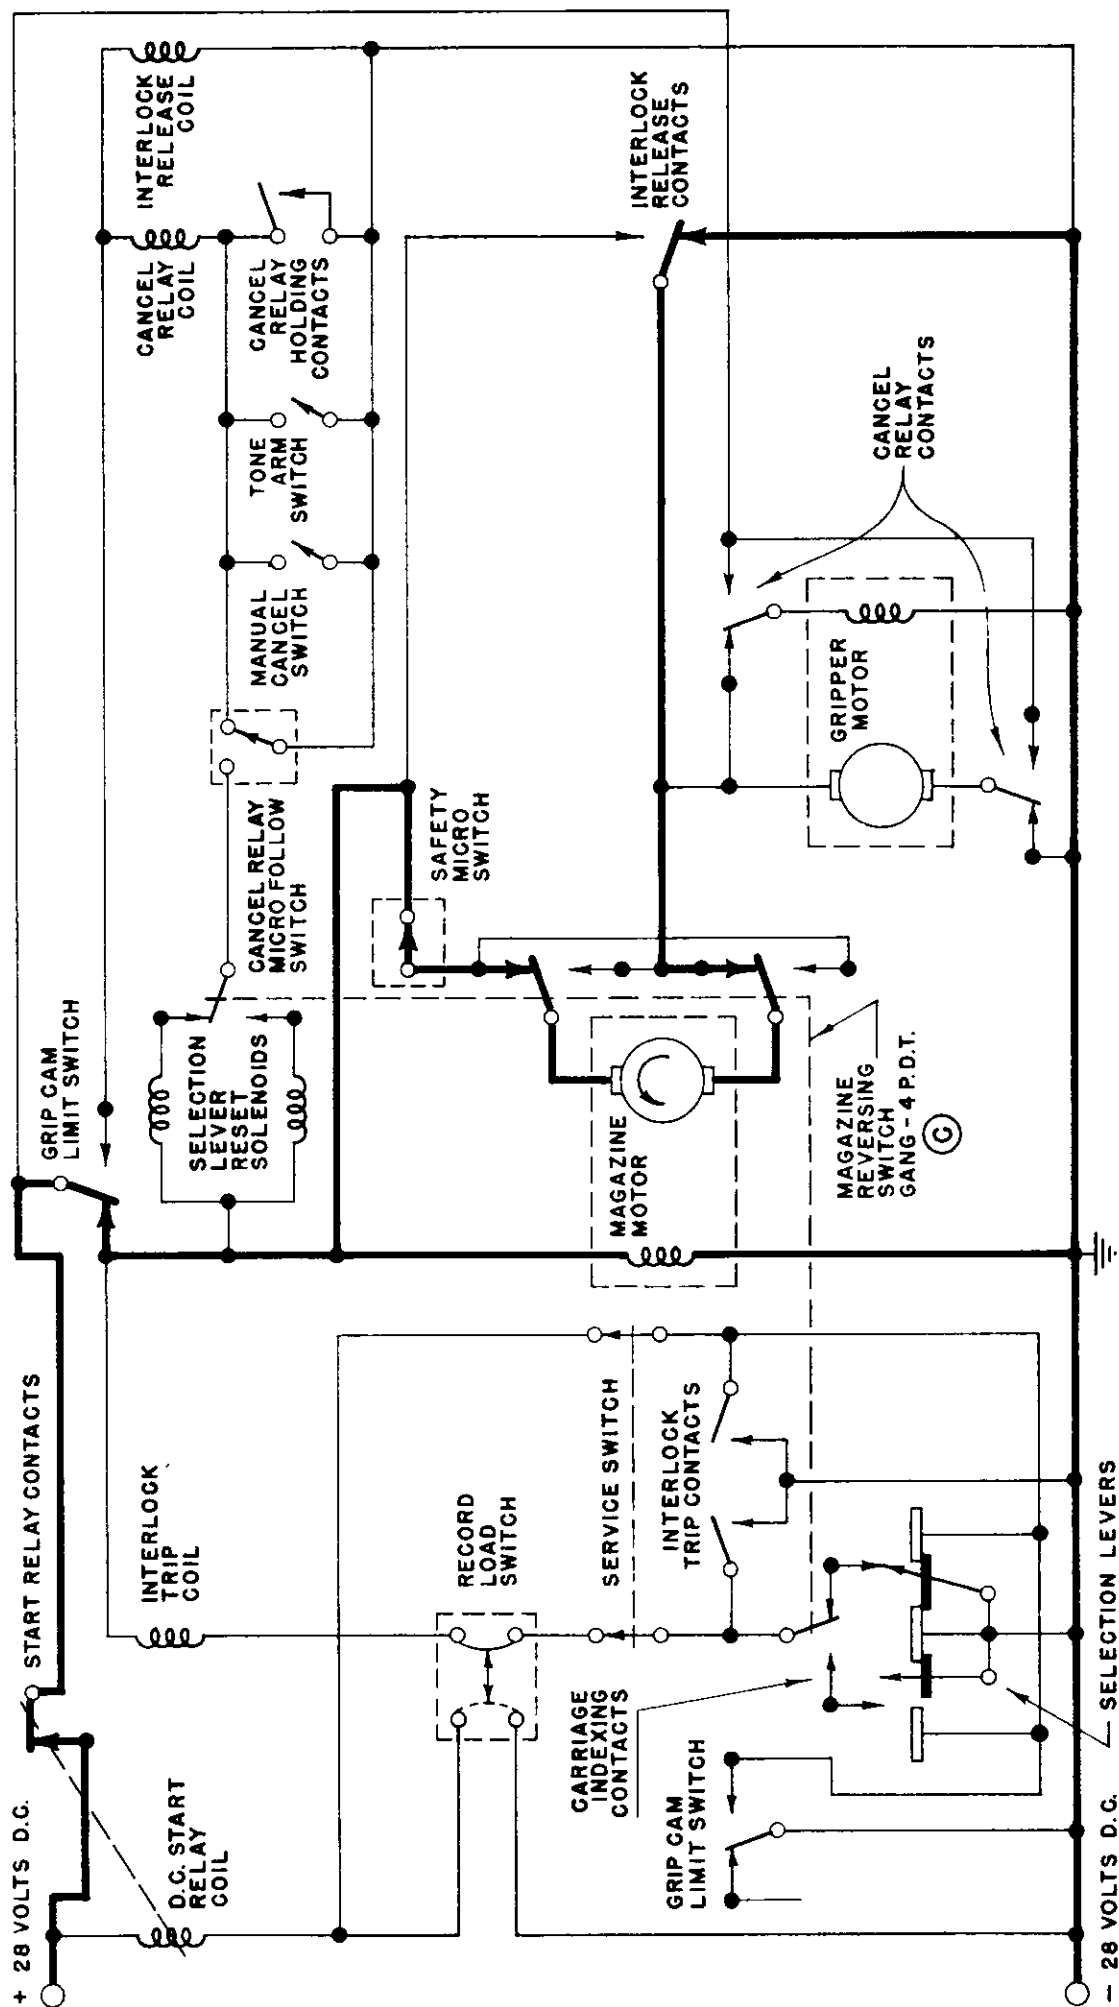 + 28 VOLTS D.C.
START RELAY CONTACTS
D.C. START
RELAY
COIL
INTERLOCK
TRIP
COIL
GRIP CAM
LIMIT SWITCH
SELECTION
LEVER
RESET
SOLENOIDS
CANCEL RELAY
MICRO FOLLOW
SWITCH
MANUAL
CANCEL
SWITCH
TONE
ARM
SWITCH
CANCEL
RELAY
COIL
INTERLOCK
RELEASE
COIL
CANCEL
RELAY
HOLDING
CONTACTS
RECORD
LOAD
SWITCH
SAFETY
MICRO
SWITCH
SERVICE SWITCH
INTERLOCK
TRIP CONTACTS
MAGAZINE
MOTOR
INTERLOCK
RELEASE
CONTACTS
CARRIAGE
INDEXING
CONTACTS
GRIP CAM
LIMIT SWITCH
MAGAZINE
REVERSING
SWITCH
GANG - 4 P.D.T.
C
GRIPPER
MOTOR
CANCEL
RELAY
CONTACTS
SELECTION LEVERS
- 28 VOLTS D.C.